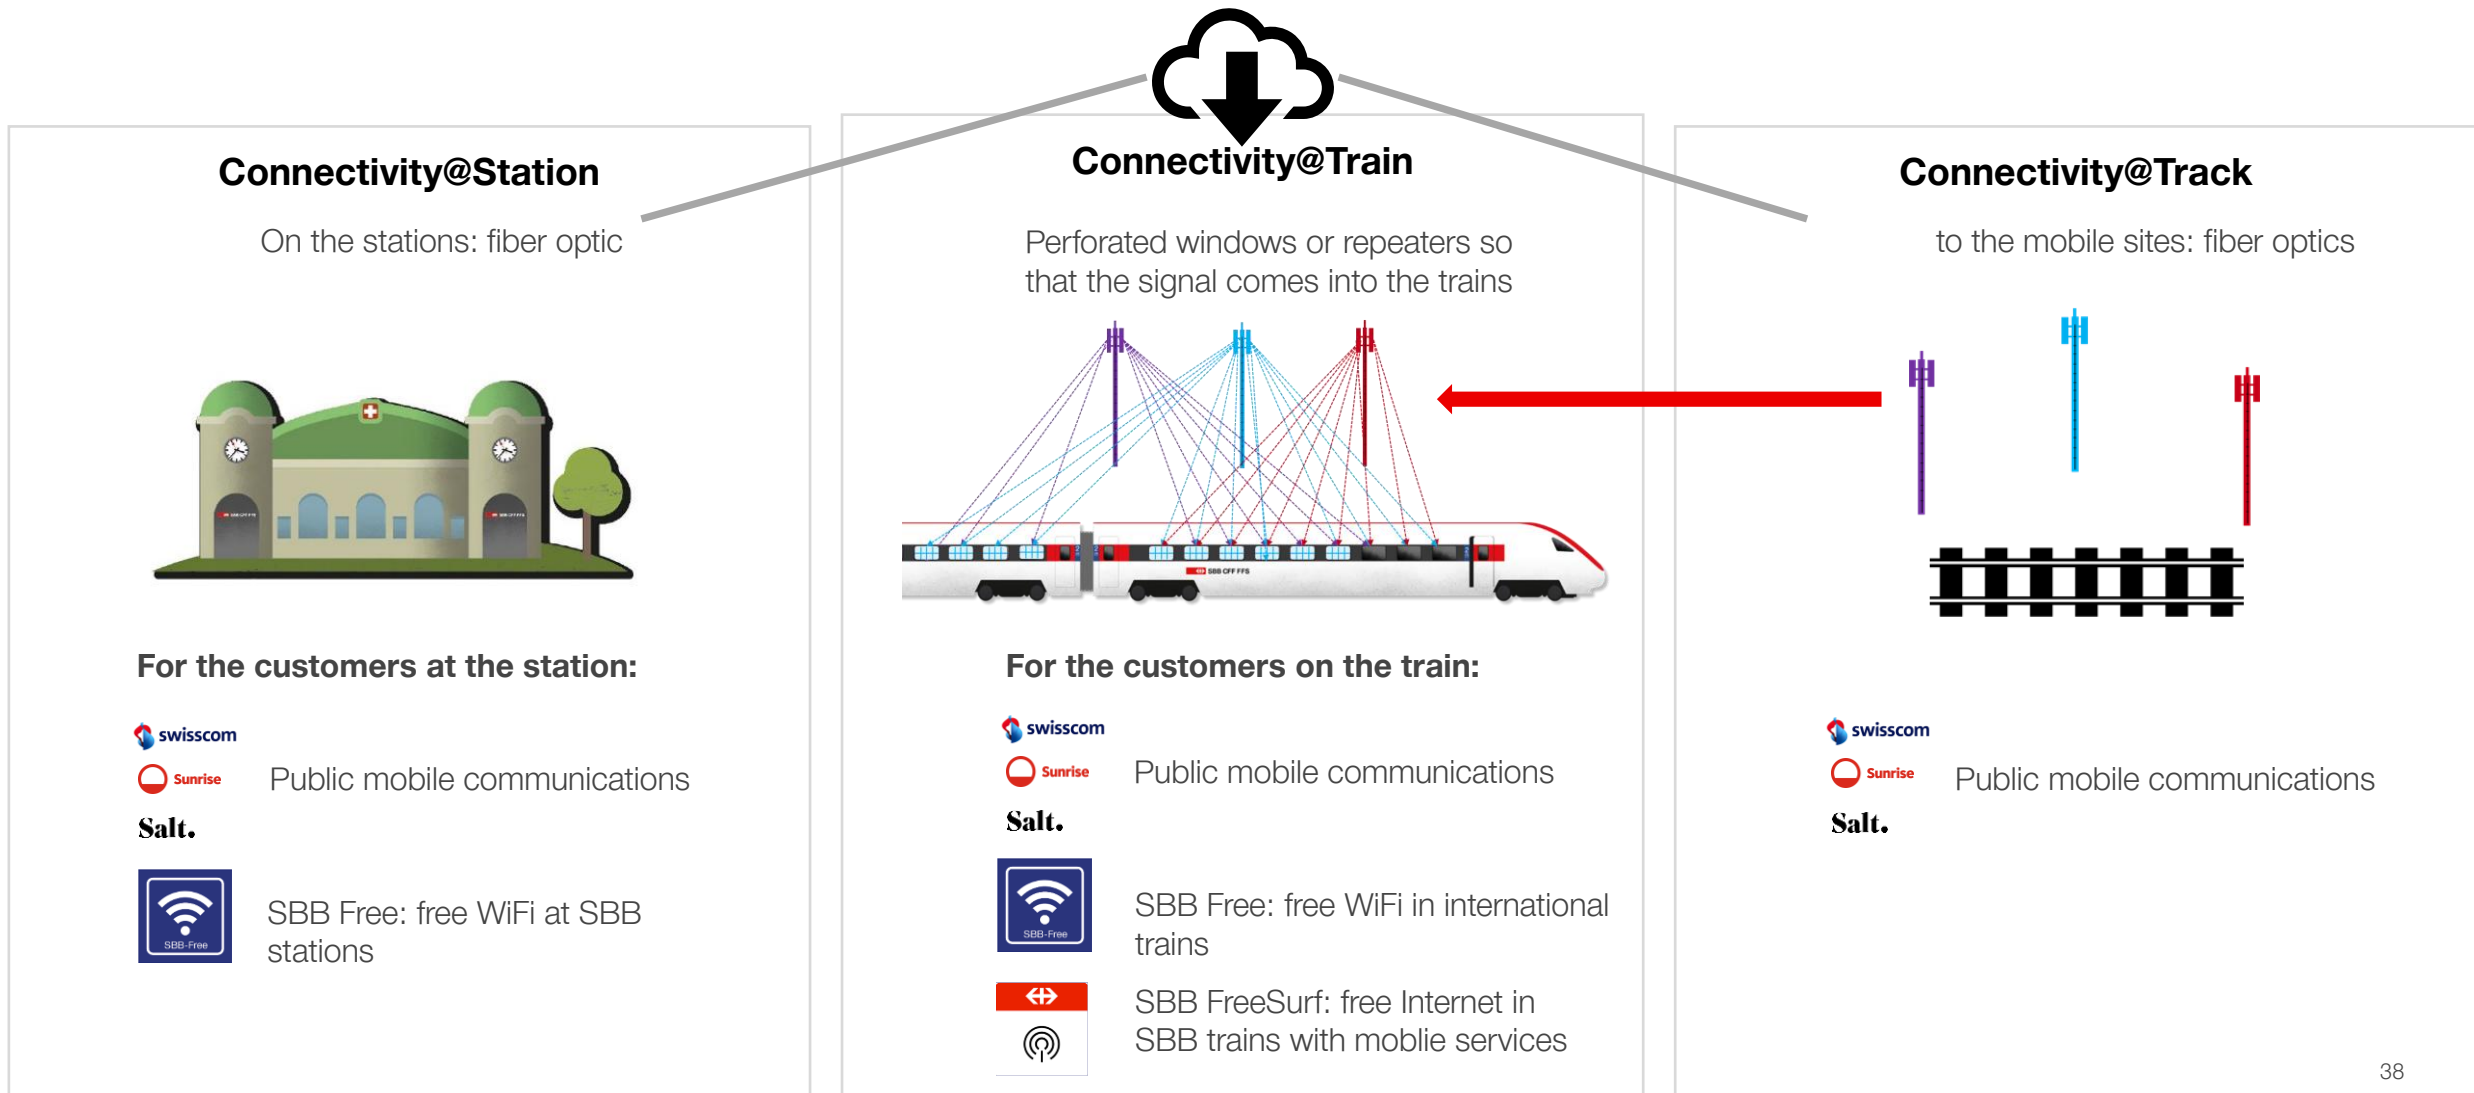 Connectivity@Station
On the stations: fiber optic
For the customers at the station:
swisscom
Sunrise
Public mobile communications
Salt.
SBB-Free
SBB Free: free WiFi at SBB
stations
Connectivity@Train
Perforated windows or repeaters so
that the signal comes into the trains
SBB CFF FFS
For the customers on the train:
swisscom
Sunrise
Public mobile communications
Salt.
SBB-Free
SBB Free: free WiFi in international
trains
SBB FreeSurf: free Internet in
SBB trains with moblie services
Connectivity@Track
to the mobile sites: fiber optics
swisscom
Sunrise
Public mobile communications
Salt.
38